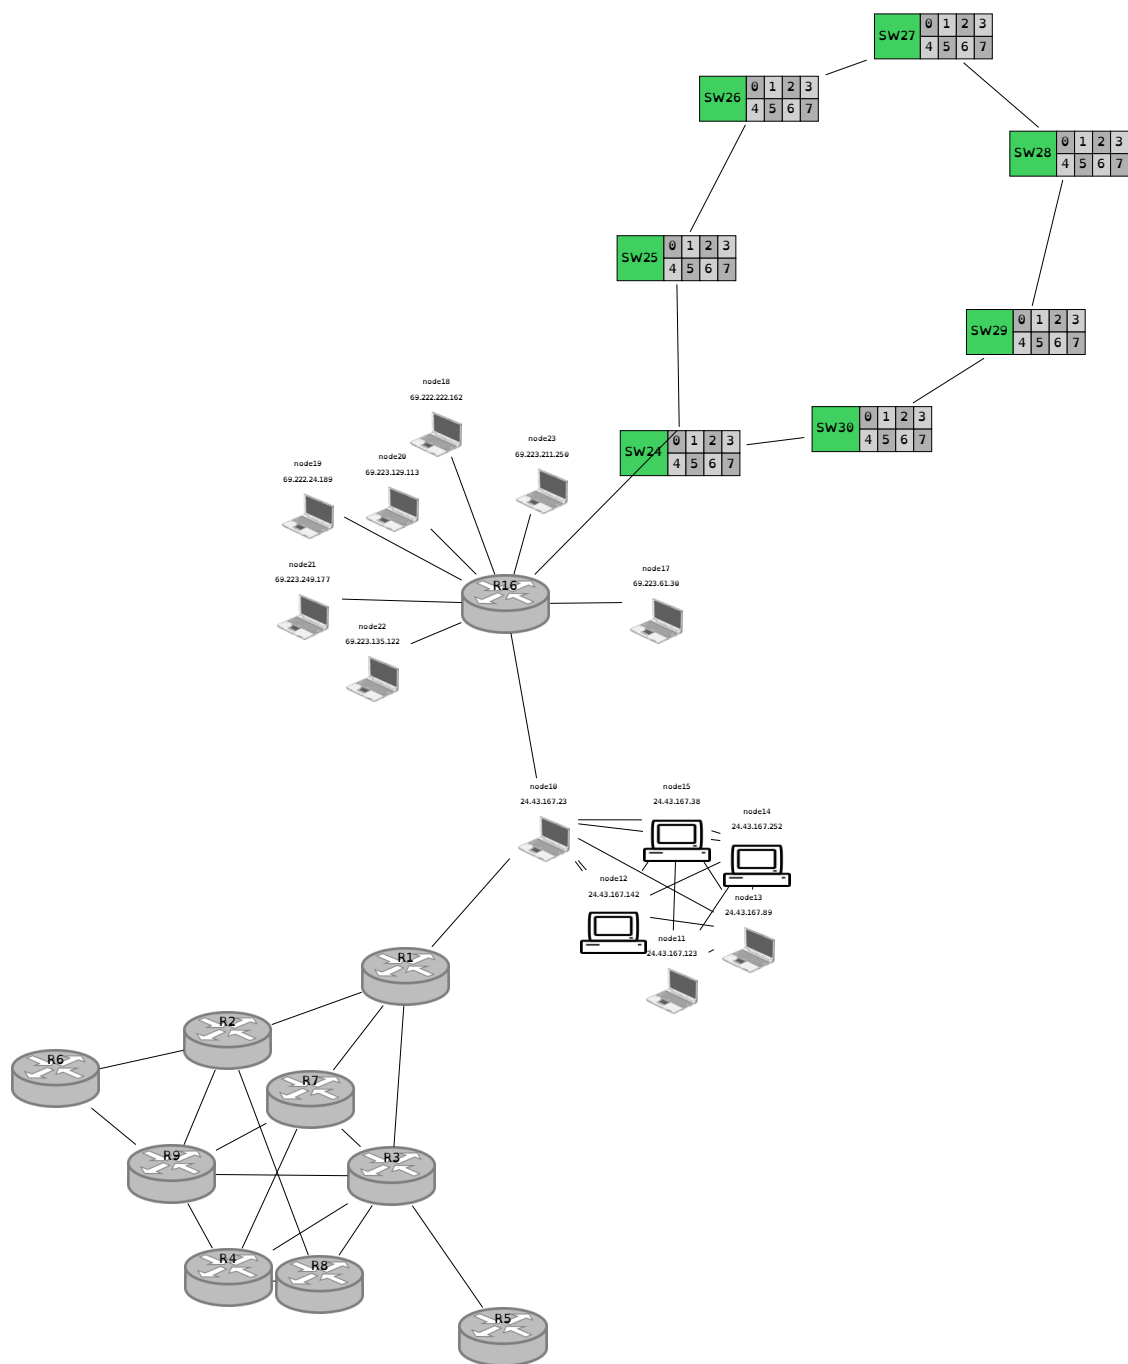 SW27 0 1 2 3
4 5 6 7
SW26 0 1 2 3
4 5 6 7
SW28 0 1 2 3
4 5 6 7
SW25 0 1 2 3
4 5 6 7
SW29 0 1 2 3
4 5 6 7
SW30 0 1 2 3
4 5 6 7
SW24 0 1 2 3
4 5 6 7
node18
69.222.222.162
node23
69.223.211.250
node20
69.223.129.113
node19
69.222.24.189
node21
69.223.249.177
node22
69.223.135.122
R16
node17
69.223.61.30
node10
24.43.167.23
node15
24.43.167.38
node14
24.43.167.252
node12
24.43.167.142
node13
24.43.167.89
node11
24.43.167.123
R1
R2
R6
R7
R9
R3
R4
R8
R5